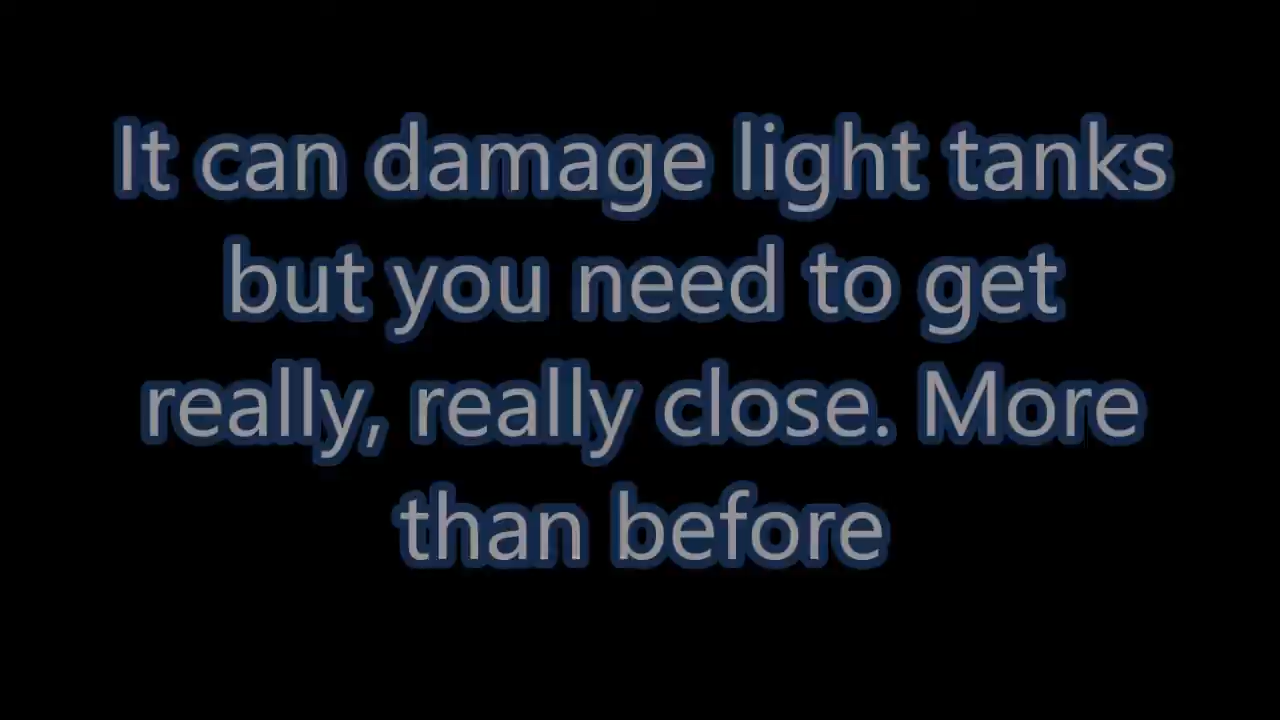 It can damage light tanks
but you need to get
really, really close. More
than before